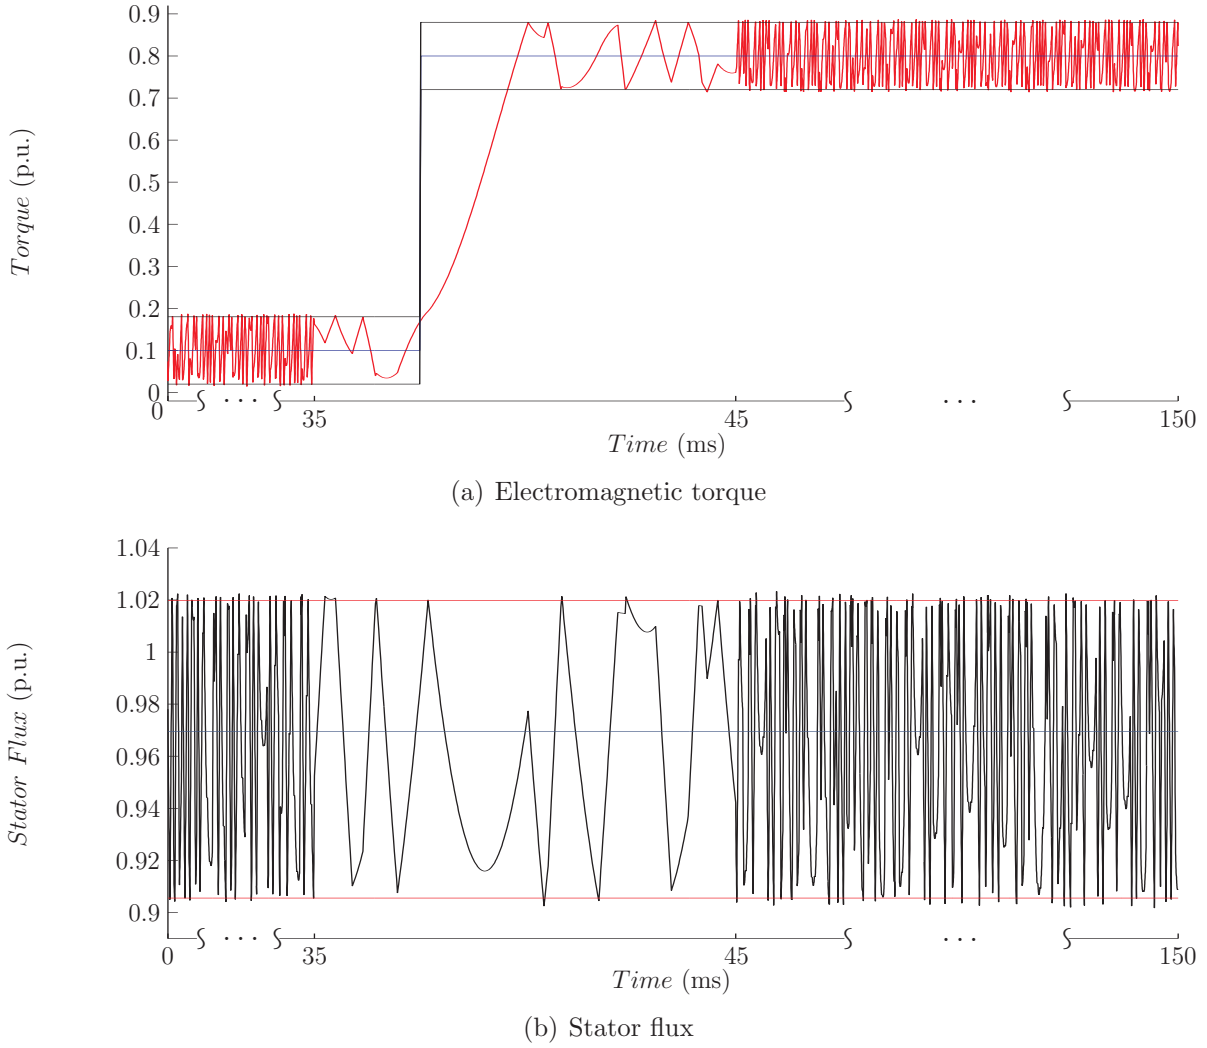 0.9
0.8
0.7
0.6
0.5
0.4
0.3
0.2
0.1
0
Torque (p.u.)
0 ... 35 45 ... 150
Time (ms)
(a) Electromagnetic torque
1.04
1.02
1
0.98
0.96
0.94
0.92
0.9
Stator Flux (p.u.)
0 ... 35 45 ... 150
Time (ms)
(b) Stator flux